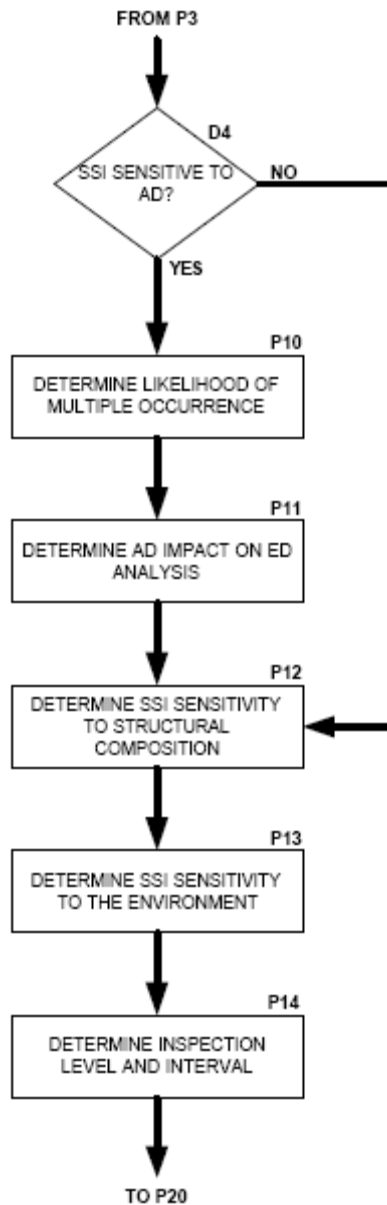 FROM P3
D4
SSI SENSITIVE TO
AD?
NO
YES
P10
DETERMINE LIKELIHOOD OF
MULTIPLE OCCURRENCE
P11
DETERMINE AD IMPACT ON ED
ANALYSIS
P12
DETERMINE SSI SENSITIVITY
TO STRUCTURAL
COMPOSITION
P13
DETERMINE SSI SENSITIVITY
TO THE ENVIRONMENT
P14
DETERMINE INSPECTION
LEVEL AND INTERVAL
TO P20